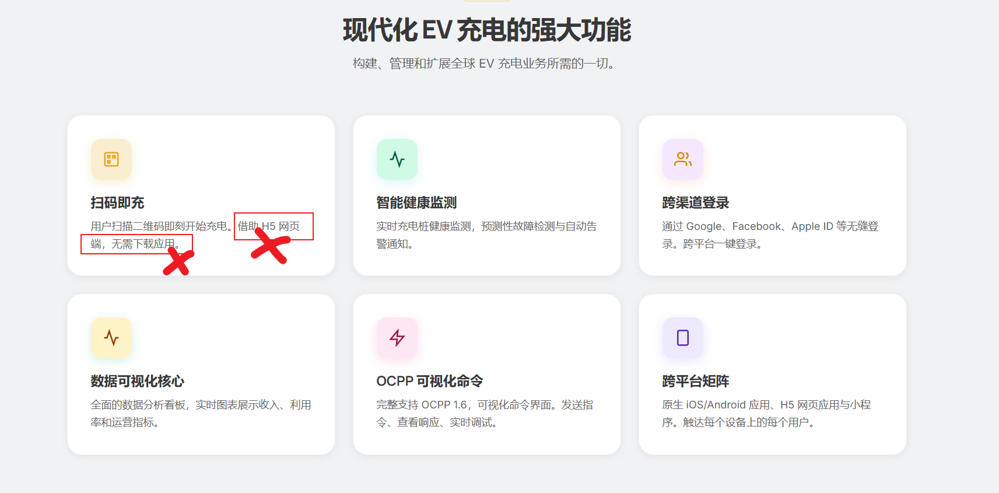 现代化 EV 充电的强大功能
构建、管理和扩展全球 EV 充电业务所需的一切。
扫码即充
用户扫描二维码即刻开始充电。借助 H5 网页
端，无需下载应用。
智能健康监测
实时充电桩健康监测，预测性故障检测与自动告
警通知。
跨渠道登录
通过 Google、Facebook、Apple ID 等无缝登
录。跨平台一键登录。
数据可视化核心
全面的数据分析看板，实时图表展示收入、利用
率和运营指标。
OCPP 可视化命令
完整支持 OCPP 1.6，可视化命令界面。发送指
令、查看响应、实时调试。
跨平台矩阵
原生 iOS/Android 应用、H5 网页应用与小程
序。触达每个设备上的每个用户。